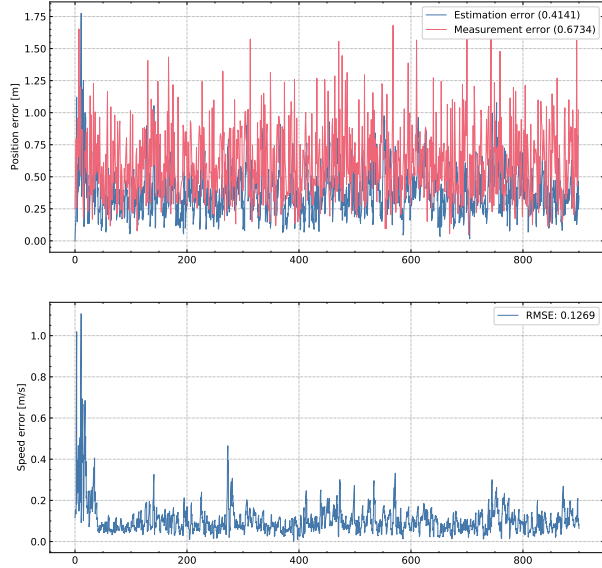 Position error [m]
1.75
1.50
1.25
1.00
0.75
0.50
0.25
0.00
Estimation error (0.4141)
Measurement error (0.6734)
0 200 400 600 800
Speed error [m/s]
1.0
0.8
0.6
0.4
0.2
0.0
RMSE: 0.1269
0 200 400 600 800